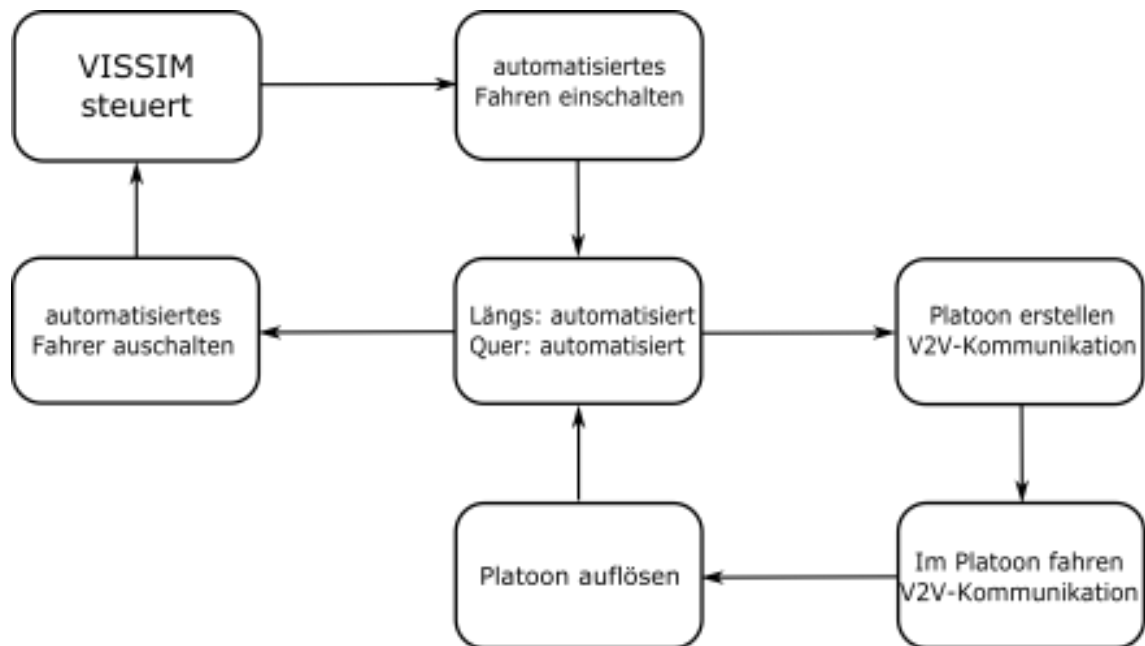 VISSIM
steuert
automatisiertes
Fahren einschalten
automatisiertes
Fahrer auschalten
Längs: automatisiert
Quer: automatisiert
Platoon erstellen
V2V-Kommunikation
Platoon auflösen
Im Platoon fahren
V2V-Kommunikation